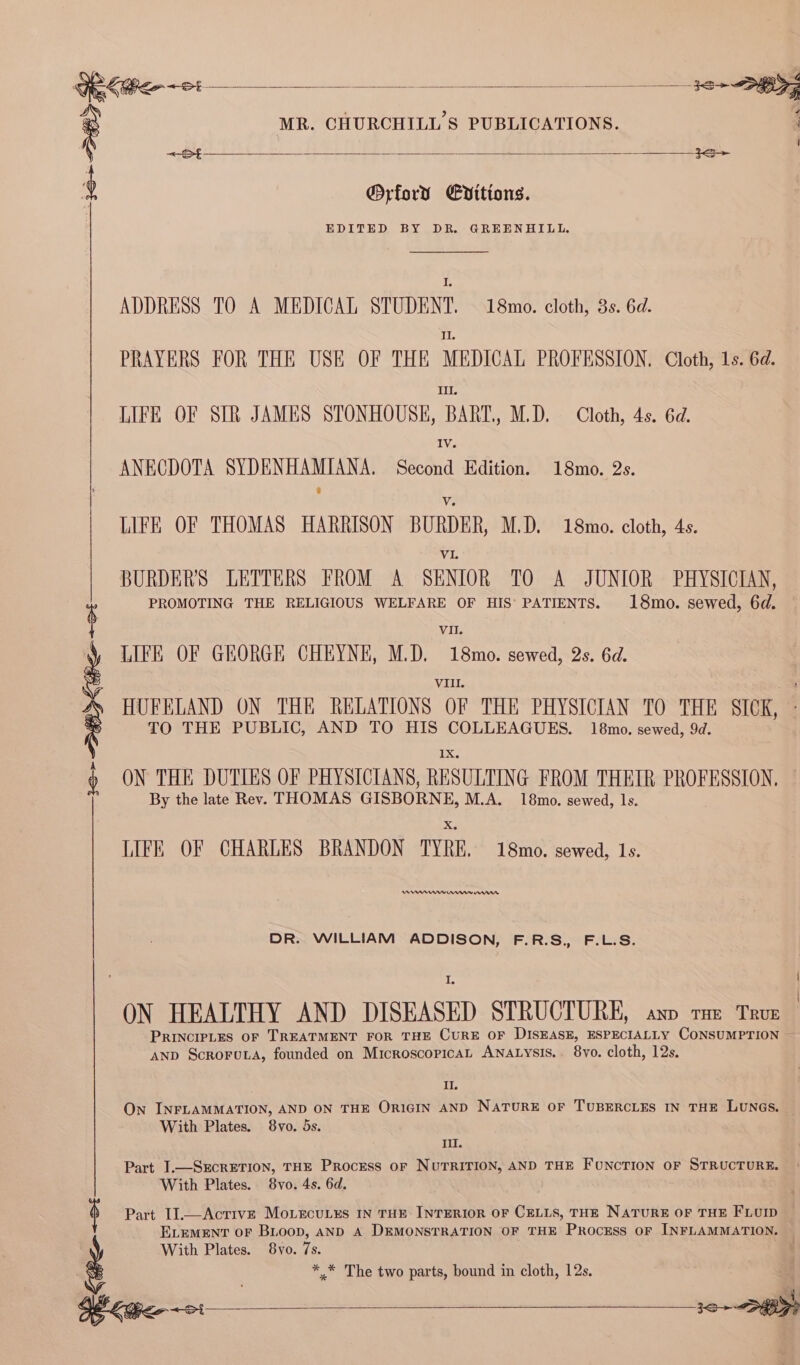 MR. CHURCHILL'S PUBLICATIONS.
Oxford Editions.
EDITED BY DR. GREENHILL.
I.
ADDRESS TO A MEDICAL STUDENT. 18mo. cloth, 3s. 6d.
II.
PRAYERS FOR THE USE OF THE MEDICAL PROFESSION. Cloth, 1s. 6d.
III.
LIFE OF SIR JAMES STONHOUSE, BART., M.D. Cloth, 4s. 6d.
IV.
ANECDOTA SYDENHAMIANA. Second Edition. 18mo. 2s.
V.
LIFE OF THOMAS HARRISON BURDER, M.D. 18mo. cloth, 4s.
VI.
BURDER'S LETTERS FROM A SENIOR TO A JUNIOR PHYSICIAN,
PROMOTING THE RELIGIOUS WELFARE OF HIS PATIENTS. 18mo. sewed, 6d.
VII.
LIFE OF GEORGE CHEYNE, M.D. 18mo. sewed, 2s. 6d.
VIII.
HUFELAND ON THE RELATIONS OF THE PHYSICIAN TO THE SICK,
TO THE PUBLIC, AND TO HIS COLLEAGUES. 18mo. sewed, 9d.
IX.
ON THE DUTIES OF PHYSICIANS, RESULTING FROM THEIR PROFESSION.
By the late Rev. THOMAS GISBORNE, M.A. 18mo. sewed, 1s.
X.
LIFE OF CHARLES BRANDON TYRE. 18mo. sewed, 1s.
DR. WILLIAM ADDISON, F.R.S., F.L.S.
I.
ON HEALTHY AND DISEASED STRUCTURE, AND THE TRUE
PRINCIPLES OF TREATMENT FOR THE CURE OF DISEASE, ESPECIALLY CONSUMPTION
AND SCROFULA, founded on MICROSCOPICAL ANALYSIS. 8vo. cloth, 12s.
II.
ON INFLAMMATION, AND ON THE ORIGIN AND NATURE OF TUBERCLES IN THE LUNGS.
With Plates. 8vo. 5s.
III.
Part I.—SECRETION, THE PROCESS OF NUTRITION, AND THE FUNCTION OF STRUCTURE.
With Plates. 8vo. 4s. 6d.
Part II.—ACTIVE MOLECULES IN THE INTERIOR OF CELLS, THE NATURE OF THE FLUID
ELEMENT OF BLOOD, AND A DEMONSTRATION OF THE PROCESS OF INFLAMMATION.
With Plates. 8vo. 7s.
*** The two parts, bound in cloth, 12s.